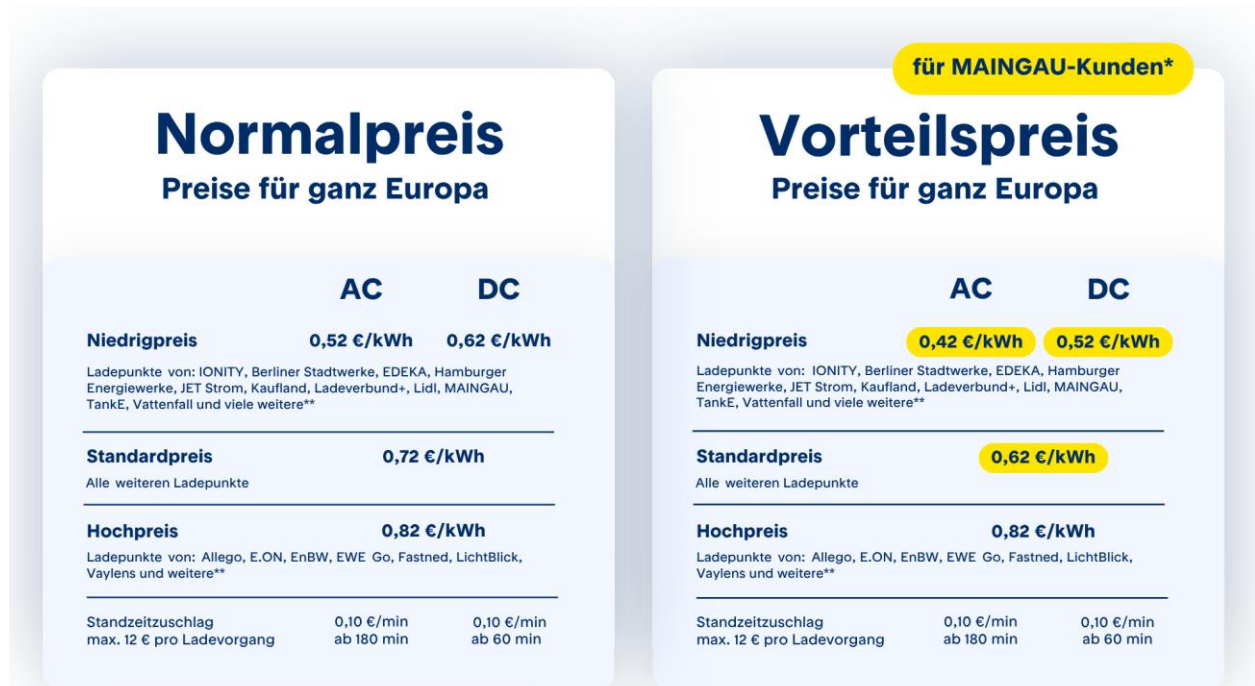 Normalpreis
Preise für ganz Europa
AC DC
Niedrigpreis 0,52 €/kWh 0,62 €/kWh
Ladepunkte von: IONITY, Berliner Stadtwerke, EDEKA, Hamburger
Energiewerke, JET Strom, Kaufland, Ladeverbund+, Lidl, MAINGAU,
TankE, Vattenfall und viele weitere**
Standardpreis 0,72 €/kWh
Alle weiteren Ladepunkte
Hochpreis 0,82 €/kWh
Ladepunkte von: Allego, E.ON, EnBW, EWE Go, Fastned, LichtBlick,
Vaylens und weitere**
Standzeitzuschlag 0,10 €/min 0,10 €/min
max. 12 € pro Ladevorgang ab 180 min ab 60 min
für MAINGAU-Kunden*
Vorteilspreis
Preise für ganz Europa
AC DC
Niedrigpreis 0,42 €/kWh 0,52 €/kWh
Ladepunkte von: IONITY, Berliner Stadtwerke, EDEKA, Hamburger
Energiewerke, JET Strom, Kaufland, Ladeverbund+, Lidl, MAINGAU,
TankE, Vattenfall und viele weitere**
Standardpreis 0,62 €/kWh
Alle weiteren Ladepunkte
Hochpreis 0,82 €/kWh
Ladepunkte von: Allego, E.ON, EnBW, EWE Go, Fastned, LichtBlick,
Vaylens und weitere**
Standzeitzuschlag 0,10 €/min 0,10 €/min
max. 12 € pro Ladevorgang ab 180 min ab 60 min